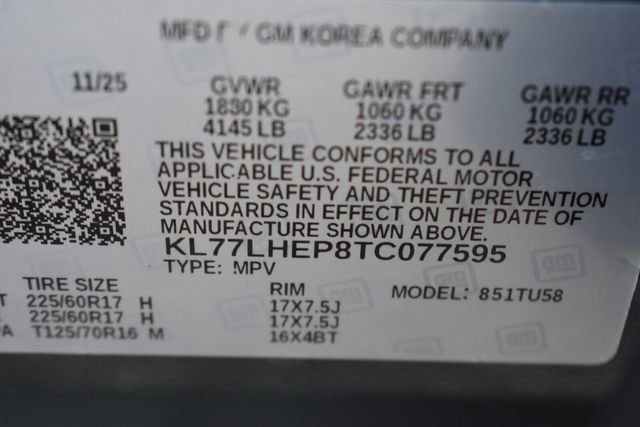 MFD BY GM KOREA COMPANY
11/25 GVWR GAWR FRT GAWR RR
1880 KG 1060 KG 1060 KG
4145 LB 2336 LB 2336 LB
THIS VEHICLE CONFORMS TO ALL
APPLICABLE U.S. FEDERAL MOTOR
VEHICLE SAFETY AND THEFT PREVENTION
STANDARDS IN EFFECT ON THE DATE OF
MANUFACTURE SHOWN ABOVE.
KL77LHEP8TC077595
TYPE: MPV
TIRE SIZE RIM MODEL: 851TU58
T 225/60R17 H 17X7.5J
225/60R17 H 17X7.5J
PA T125/70R16 M 16X4BT